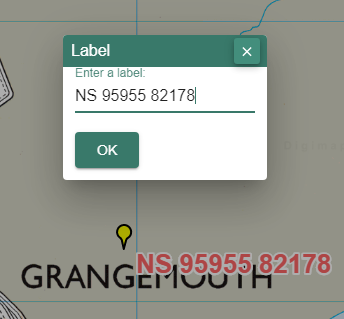 Label
Enter a label:
NS 95955 82178
OK
NS 95955 82178
GRANGEMOUTH